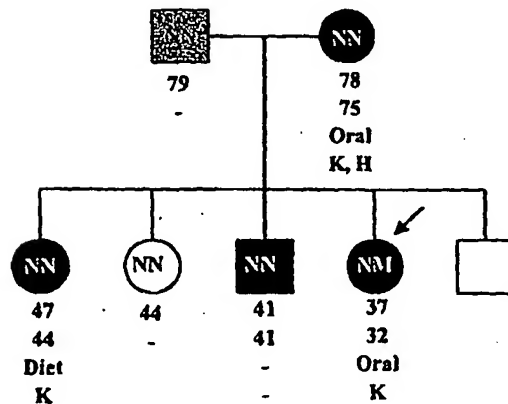 NN NN
79 78
- 75
Oral
K, H
NN NN NN NM
47 44 41 37
44 - 41 32
Diet - Oral
K - K